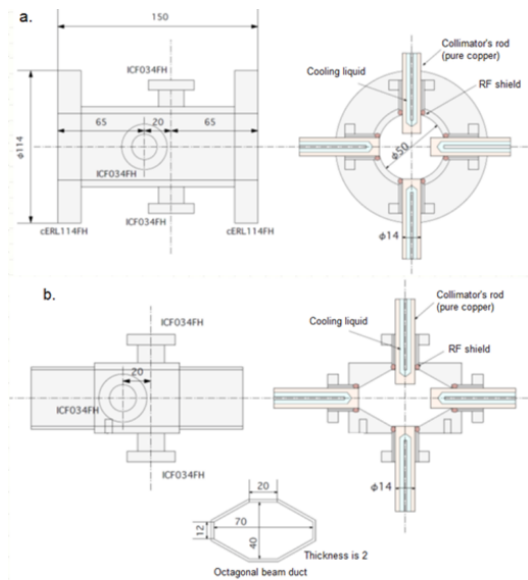 a.
150
ICF034FH
Collimator's rod
(pure copper)
Cooling liquid
RF shield
65
20
65
φ114
φ50
ICF034FH
φ14
ICF034FH
cERL114FH
cERL114FH
b.
ICF034FH
Collimator's rod
(pure copper)
Cooling liquid
20
RF shield
ICF034FH
φ14
ICF034FH
20
12
70
40
Thickness is 2
Octagonal beam duct